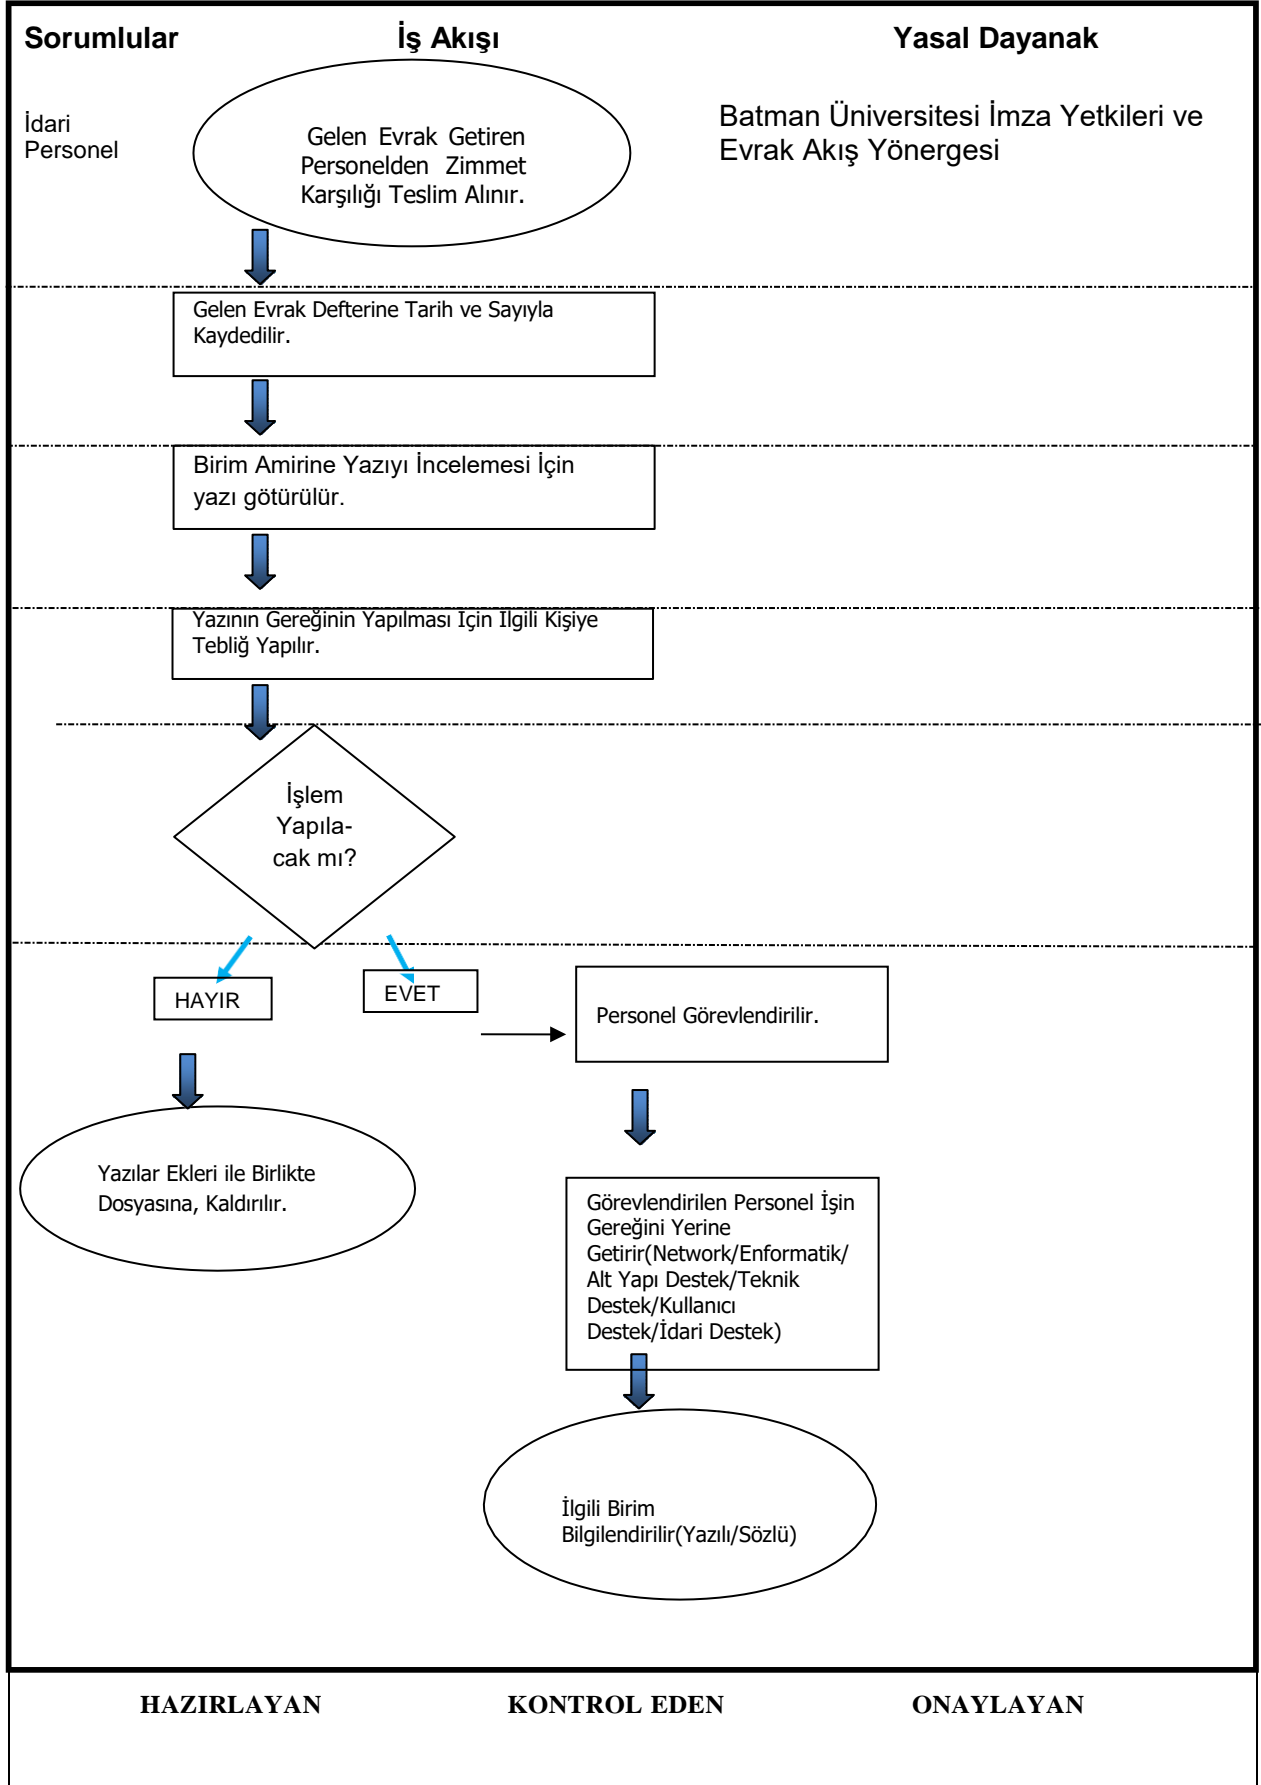 Sorumlular İş Akışı Yasal Dayanak
İdari
Personel
Gelen Evrak Getiren
Personelden Zimmet
Karşılığı Teslim Alınır.
Batman Üniversitesi İmza Yetkileri ve
Evrak Akış Yönergesi
Gelen Evrak Defterine Tarih ve Sayıyla
Kaydedilir.
Birim Amirine Yazıyı İncelemesi İçin
yazı götürülür.
Yazının Gereğinin Yapılması İçin İlgili Kişiye
Tebliğ Yapılır.
İşlem
Yapıla-
cak mı?
HAYIR
EVET
Personel Görevlendirilir.
Yazılar Ekleri ile Birlikte
Dosyasına, Kaldırılır.
Görevlendirilen Personel İşin
Gereğini Yerine
Getirir(Network/Enformatik/
Alt Yapı Destek/Teknik
Destek/Kullanıcı
Destek/İdari Destek)
İlgili Birim
Bilgilendirilir(Yazılı/Sözlü)
HAZIRLAYAN KONTROL EDEN ONAYLAYAN